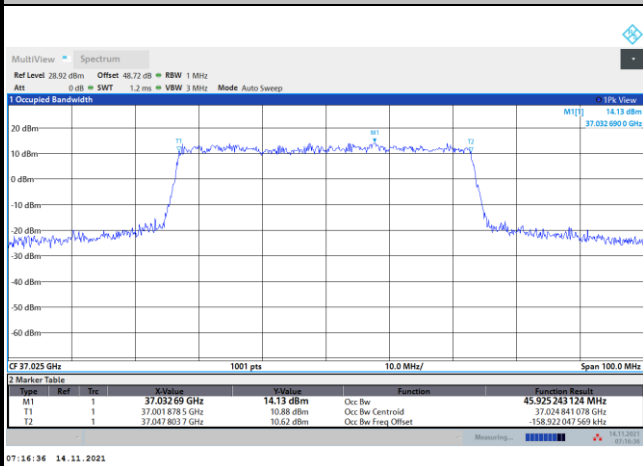 MultiView Spectrum
Ref Level 28.92 dBm Offset 48.72 dB RBW 1 MHz
Att 0 dB SWT 1.2 ms VBW 3 MHz Mode Auto Sweep
1 Occupied Bandwidth 1Pk View
M1[1] 14.13 dBm
37.032 690 0 GHz
20 dBm
T1 M1 T2
10 dBm
0 dBm
-10 dBm
-20 dBm
-40 dBm
-50 dBm
-60 dBm
CF 37.025 GHz 1001 pts 10.0 MHz/ Span 100.0 MHz
2 Marker Table
Type Ref Trc X-Value Y-Value Function Function Result
M1 1 37.032 69 GHz 14.13 dBm Occ Bw 45.925 243 124 MHz
T1 1 37.001 878 5 GHz 10.88 dBm Occ Bw Centroid 37.024 841 078 GHz
T2 1 37.047 803 7 GHz 10.62 dBm Occ Bw Freq Offset -158.922 047 569 kHz
Measuring... 14.11.2021
07:16:36
07:16:36 14.11.2021